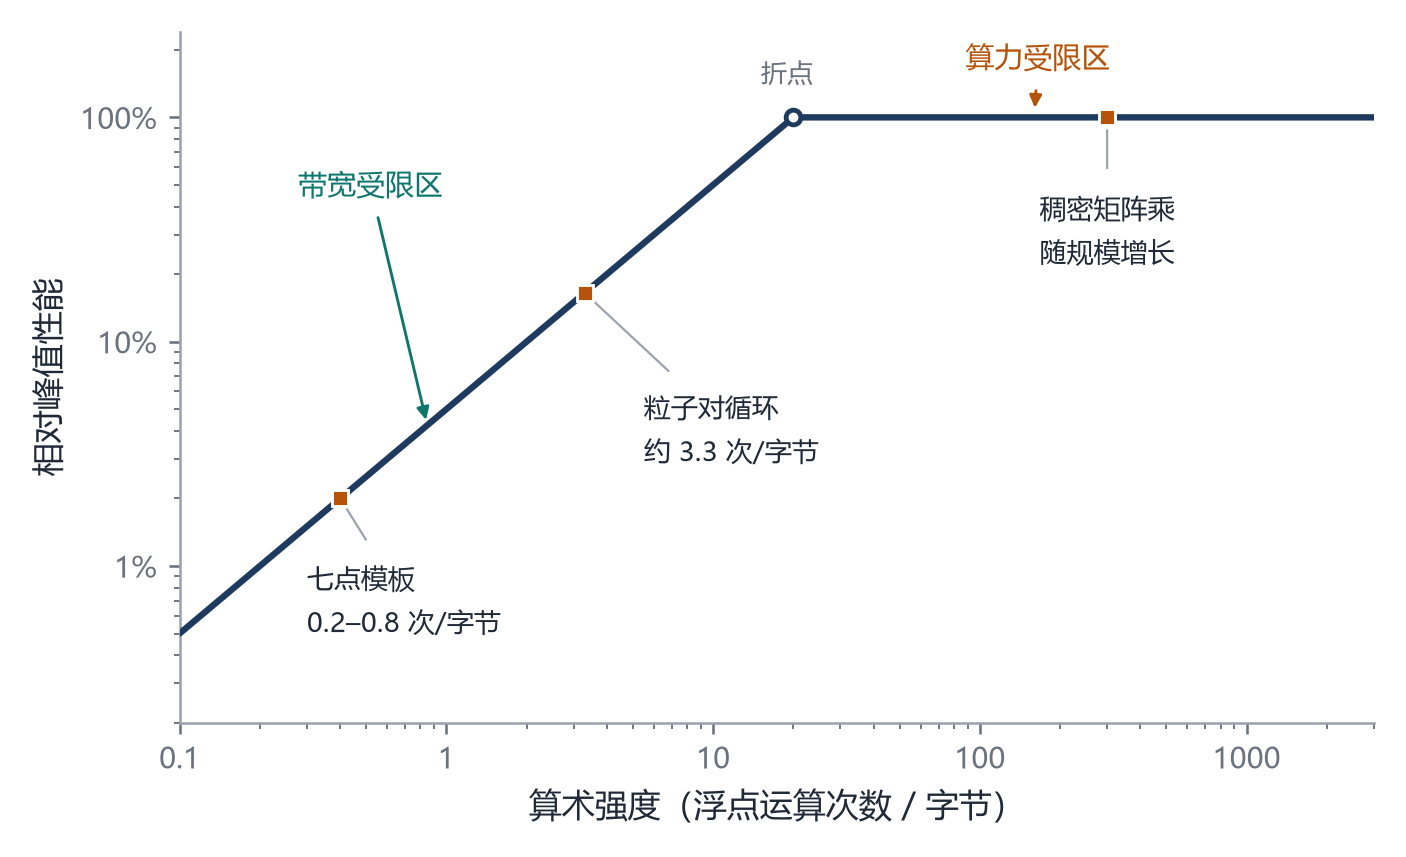 算力受限区
折点
100%
带宽受限区
稠密矩阵乘
随规模增长
10%
粒子对循环
约 3.3 次/字节
1%
七点模板
0.2–0.8 次/字节
相对峰值性能
0.1
1
10
100
1000
算术强度（浮点运算次数 / 字节）